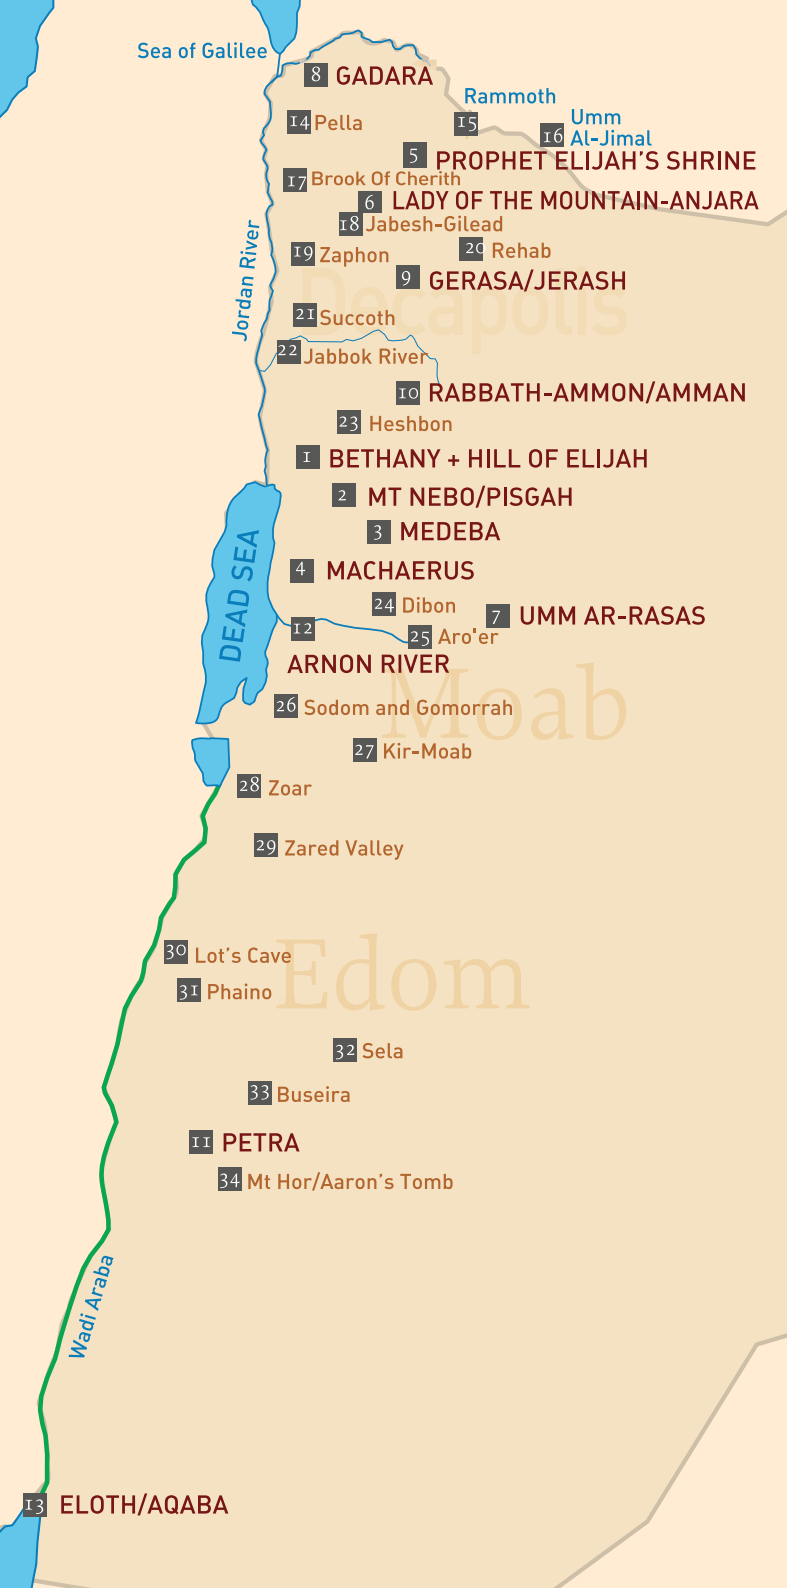 Sea of Galilee
8 GADARA
Rammoth
15
Umm
16 Al-Jimal
14 Pella
5 PROPHET ELIJAH'S SHRINE
17 Brook Of Cherith
6 LADY OF THE MOUNTAIN-ANJARA
18 Jabesh-Gilead
Jordan River
20 Rehab
19 Zaphon
9 GERASA/JERASH
Decapolis
21 Succoth
22 Jabbok River
10 RABBATH-AMMON/AMMAN
23 Heshbon
1 BETHANY + HILL OF ELIJAH
2 MT NEBO/PISGAH
3 MEDEBA
DEAD SEA
4 MACHAERUS
24 Dibon
7 UMM AR-RASAS
12
25 Aro'er
ARNON RIVER
Moab
26 Sodom and Gomorrah
27 Kir-Moab
28 Zoar
29 Zared Valley
30 Lot's Cave
Edom
31 Phaino
32 Sela
33 Buseira
11 PETRA
34 Mt Hor/Aaron's Tomb
Wadi Araba
13 ELOTH/AQABA